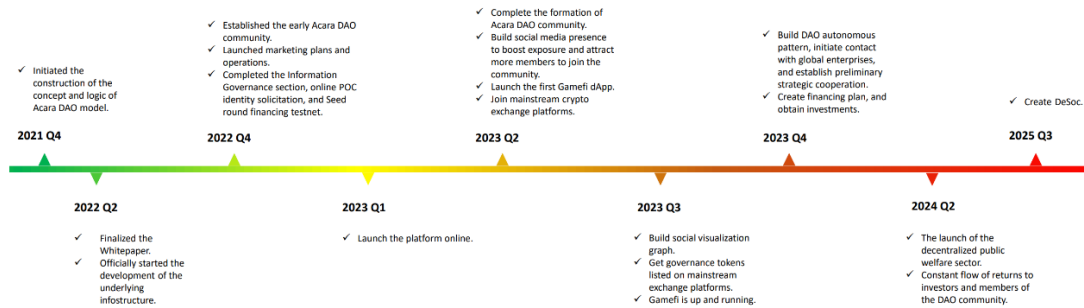 ✓ Initiated the
construction of the
concept and logic of
Acara DAO model.
2021 Q4
✓ Established the early Acara DAO
community.
✓ Launched marketing plans and
operations.
✓ Completed the Information
Governance section, online POC
identity solicitation, and Seed
round financing testnet.
2022 Q4
✓ Complete the formation of
Acara DAO community.
✓ Build social media presence
to boost exposure and attract
more members to join the
community.
✓ Launch the first Gamefi dApp.
✓ Join mainstream crypto
exchange platforms.
2023 Q2
✓ Build DAO autonomous
pattern, initiate contact
with global enterprises,
and establish preliminary
strategic cooperation.
✓ Create financing plan, and
obtain investments.
2023 Q4
✓ Create DeSoc.
2025 Q3
2022 Q2
✓ Finalized the
Whitepaper.
✓ Officially started the
development of the
underlying
infostructure.
2023 Q1
✓ Launch the platform online.
2023 Q3
✓ Build social visualization
graph.
✓ Get governance tokens
listed on mainstream
exchange platforms.
✓ Gamefi is up and running.
2024 Q2
✓ The launch of the
decentralized public
welfare sector.
✓ Constant flow of returns to
investors and members of
the DAO community.